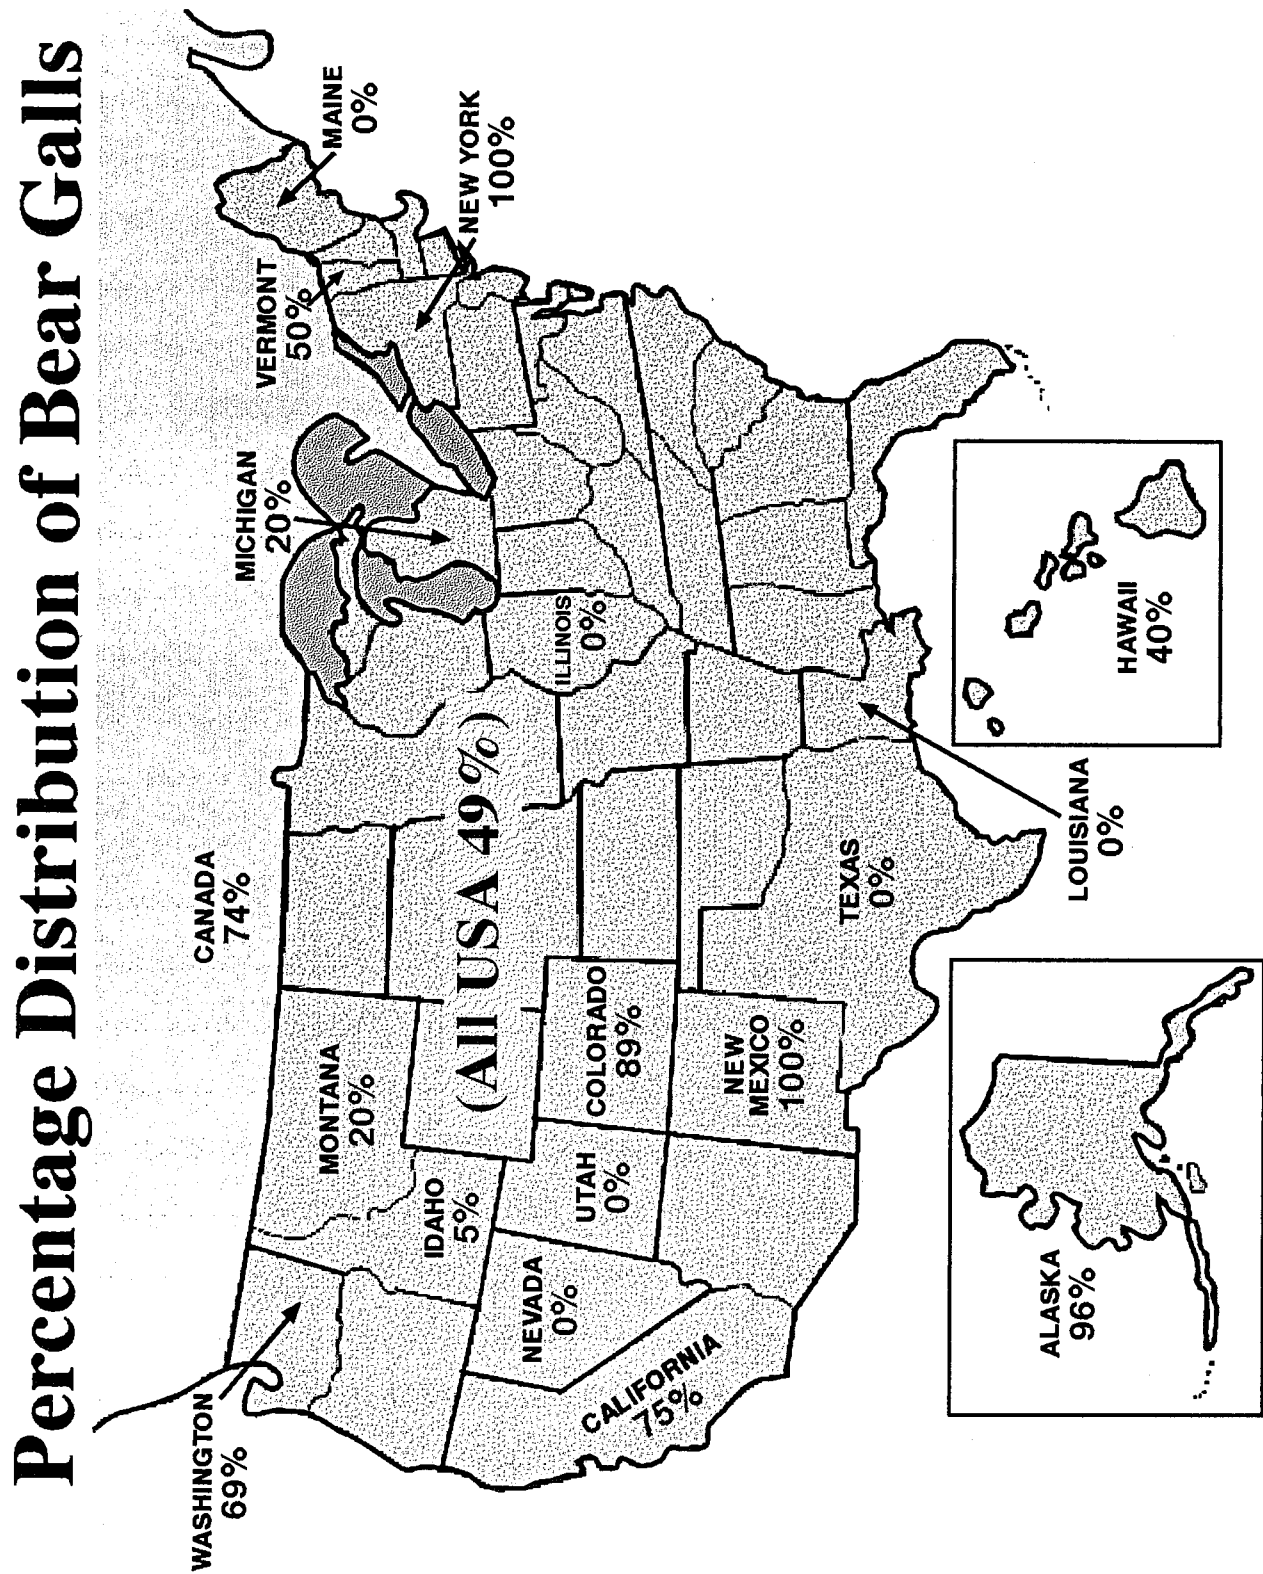 Percentage Distribution of Bear Galls
CANADA
74%
WASHINGTON
69%
MONTANA
20%
IDAHO
5%
NEVADA
0%
UTAH
0%
CALIFORNIA
75%
COLORADO
89%
NEW
MEXICO
100%
(All USA 49%)
TEXAS
0%
LOUISIANA
0%
ILLINOIS
0%
MICHIGAN
20%
VERMONT
50%
MAINE
0%
NEW YORK
100%
ALASKA
96%
HAWAII
40%